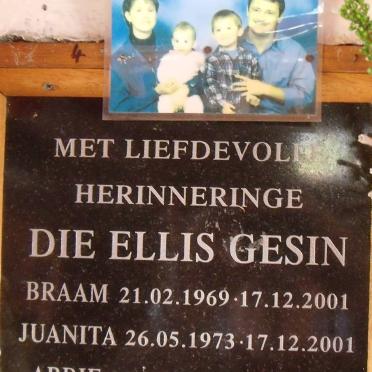 4
MET LIEFDEVOLLE
HERINNERINGE
DIE ELLIS GESIN
BRAAM 21.02.1969·17.12.2001
JUANITA 26.05.1973·17.12.2001